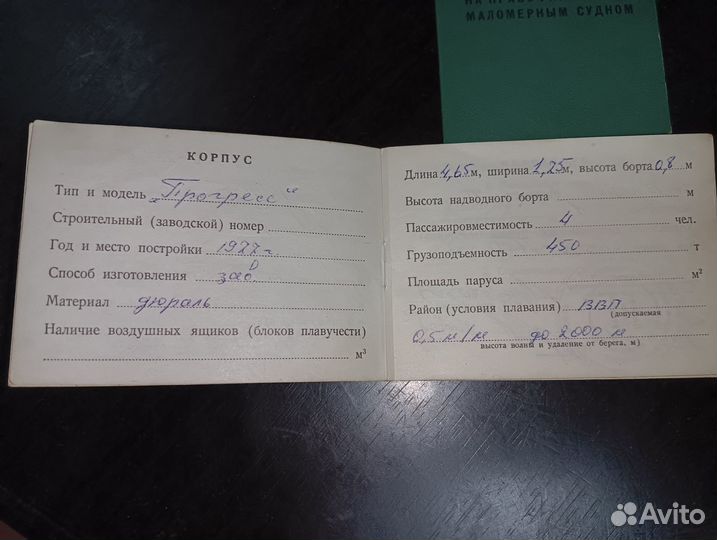 МАЛОМЕРНЫМ СУДНОМ
КОРПУС
Тип и модель „Прогресс“
Строительный (заводской) номер
Год и место постройки 1977 г.
Способ изготовления зав.
Материал дюраль
Наличие воздушных ящиков (блоков плавучести)
м³
Длина 4,65 м, ширина 1,25 м, высота борта 0,8 м
Высота надводного борта м
Пассажировместимость 4 чел.
Грузоподъемность 450 т
Площадь паруса м²
Район (условия плавания) ВВП
(допускаемая
0,5 м/м до 2000 м
высота волны и удаление от берега, м)
Avito